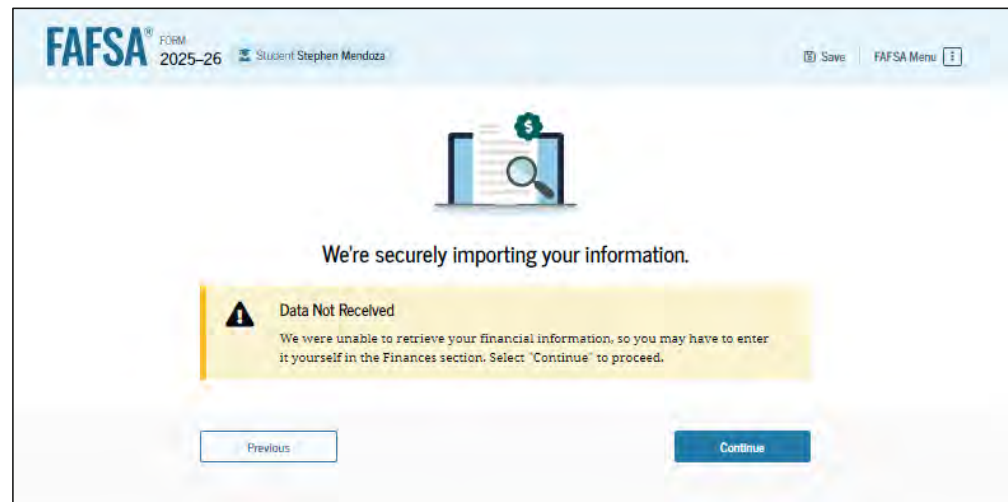 FAFSA® FORM 2025–26 Student Stephen Mendoza Save FAFSA Menu
$
We're securely importing your information.
Data Not Received
We were unable to retrieve your financial information, so you may have to enter
it yourself in the Finances section. Select "Continue" to proceed.
Previous Continue